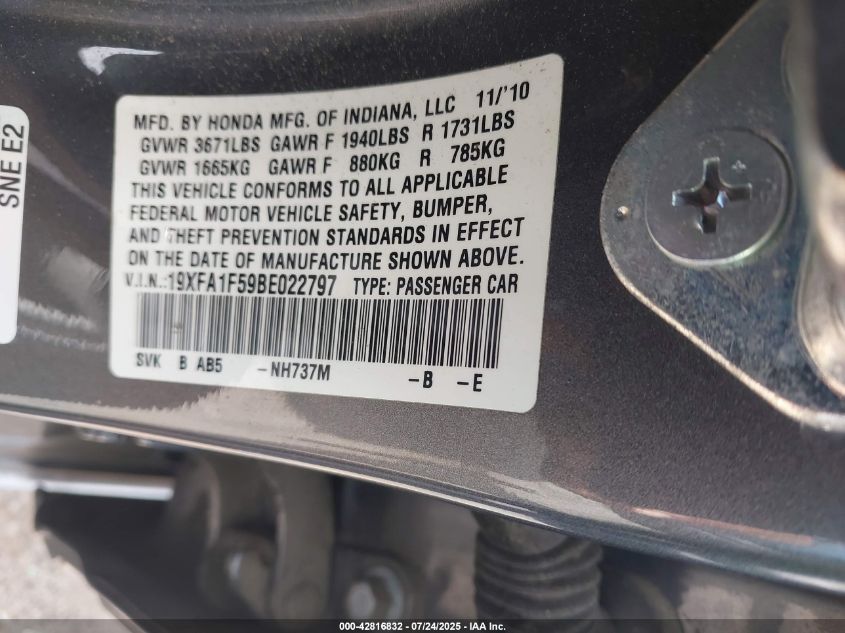 SNE E2
MFD. BY HONDA MFG. OF INDIANA, LLC 11/'10
GVWR 3671LBS GAWR F 1940LBS R 1731LBS
GVWR 1665KG GAWR F 880KG R 785KG
THIS VEHICLE CONFORMS TO ALL APPLICABLE
FEDERAL MOTOR VEHICLE SAFETY, BUMPER,
AND THEFT PREVENTION STANDARDS IN EFFECT
ON THE DATE OF MANUFACTURE SHOWN ABOVE.
V.I.N.:19XFA1F59BE022797 TYPE: PASSENGER CAR
SVK B AB5 -NH737M -B -E
000-42816832 - 07/24/2025 - IAA Inc.